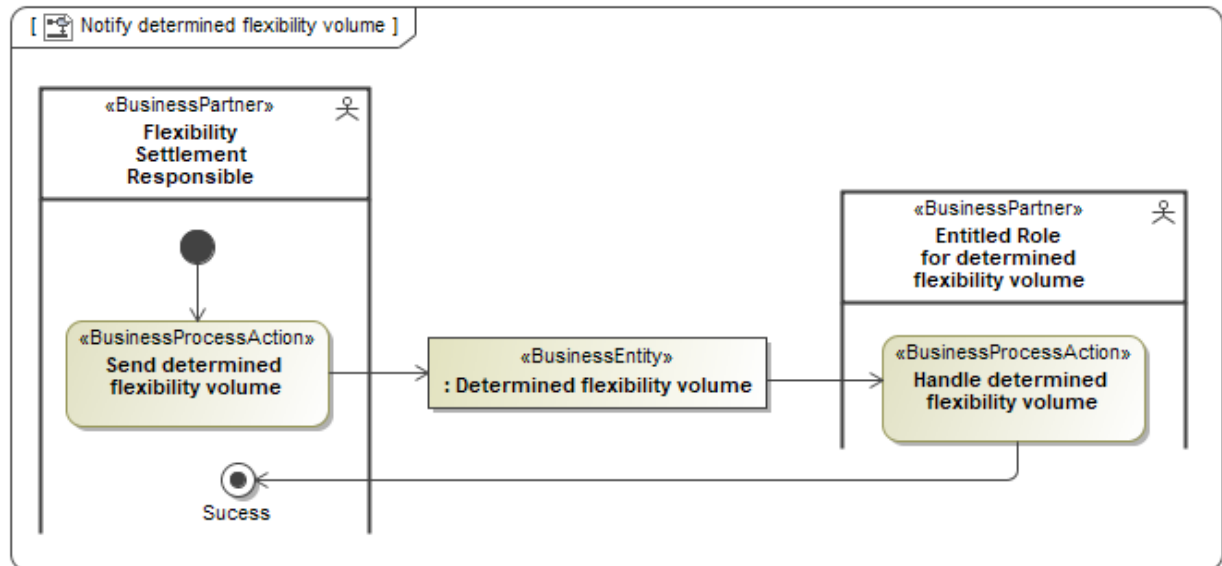 [ Notify determined flexibility volume ]
«BusinessPartner»
Flexibility
Settlement
Responsible
«BusinessPartner»
Entitled Role
for determined
flexibility volume
«BusinessProcessAction»
Send determined
flexibility volume
«BusinessEntity»
: Determined flexibility volume
«BusinessProcessAction»
Handle determined
flexibility volume
Sucess